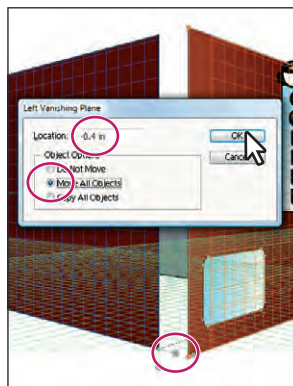 Left Vanishing Plane
Location: -0.4 in
OK
Object Options
Cancel
Do Not Move
Move All Objects
Copy All Objects